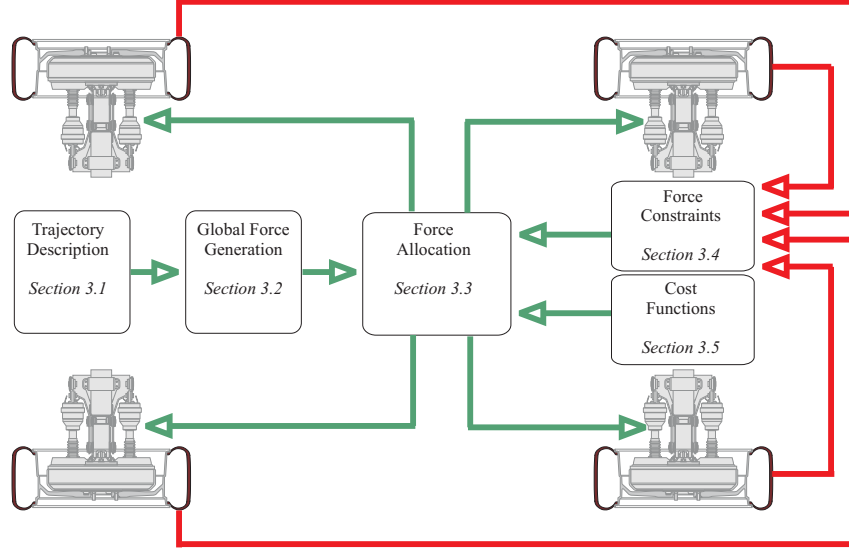 Trajectory
Description
Section 3.1
Global Force
Generation
Section 3.2
Force
Allocation
Section 3.3
Force
Constraints
Section 3.4
Cost
Functions
Section 3.5